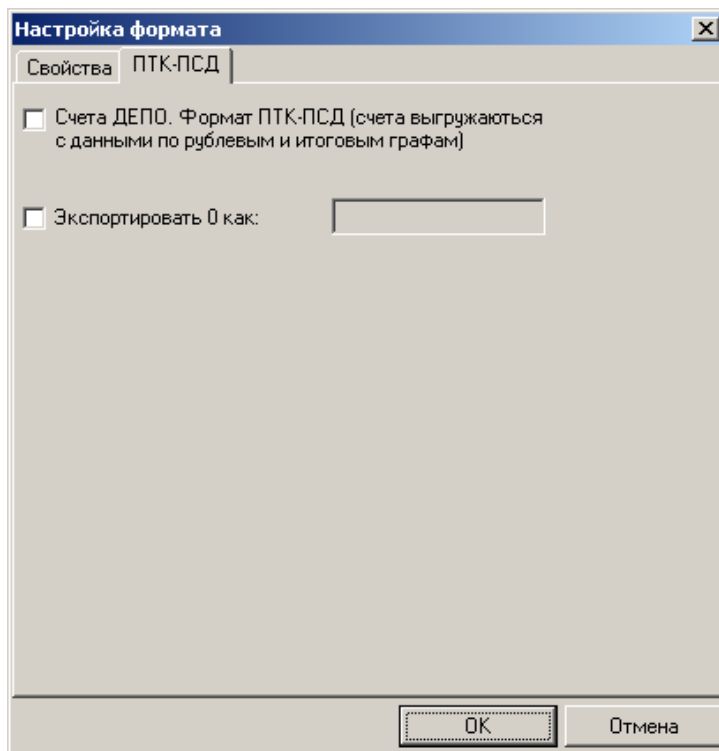 Настройка формата
Свойства ПТК-ПСД
Счета ДЕПО. Формат ПТК-ПСД (счета выгружаються
с данными по рублевым и итоговым графам)
Экспортировать 0 как:
ОК Отмена